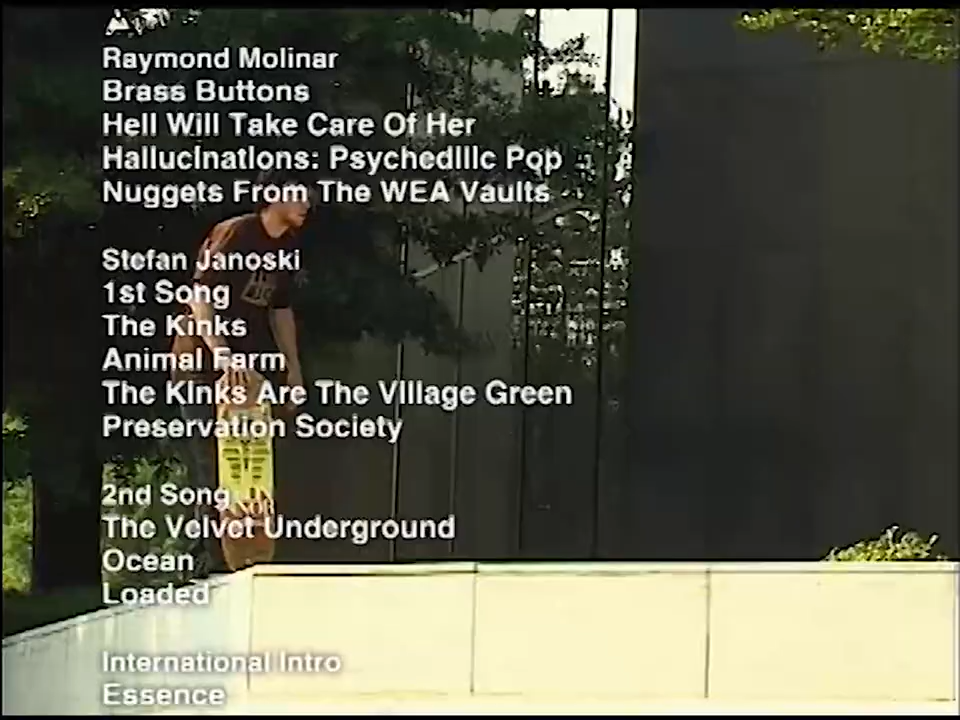 Raymond Molinar
Brass Buttons
Hell Will Take Care Of Her
Hallucinations: Psychedilic Pop
Nuggets From The WEA Vaults
Stefan Janoski
1st Song
The Kinks
Animal Farm
The Kinks Are The Village Green
Preservation Society
2nd Song
The Velvet Underground
Ocean
Loaded
International Intro
Essence